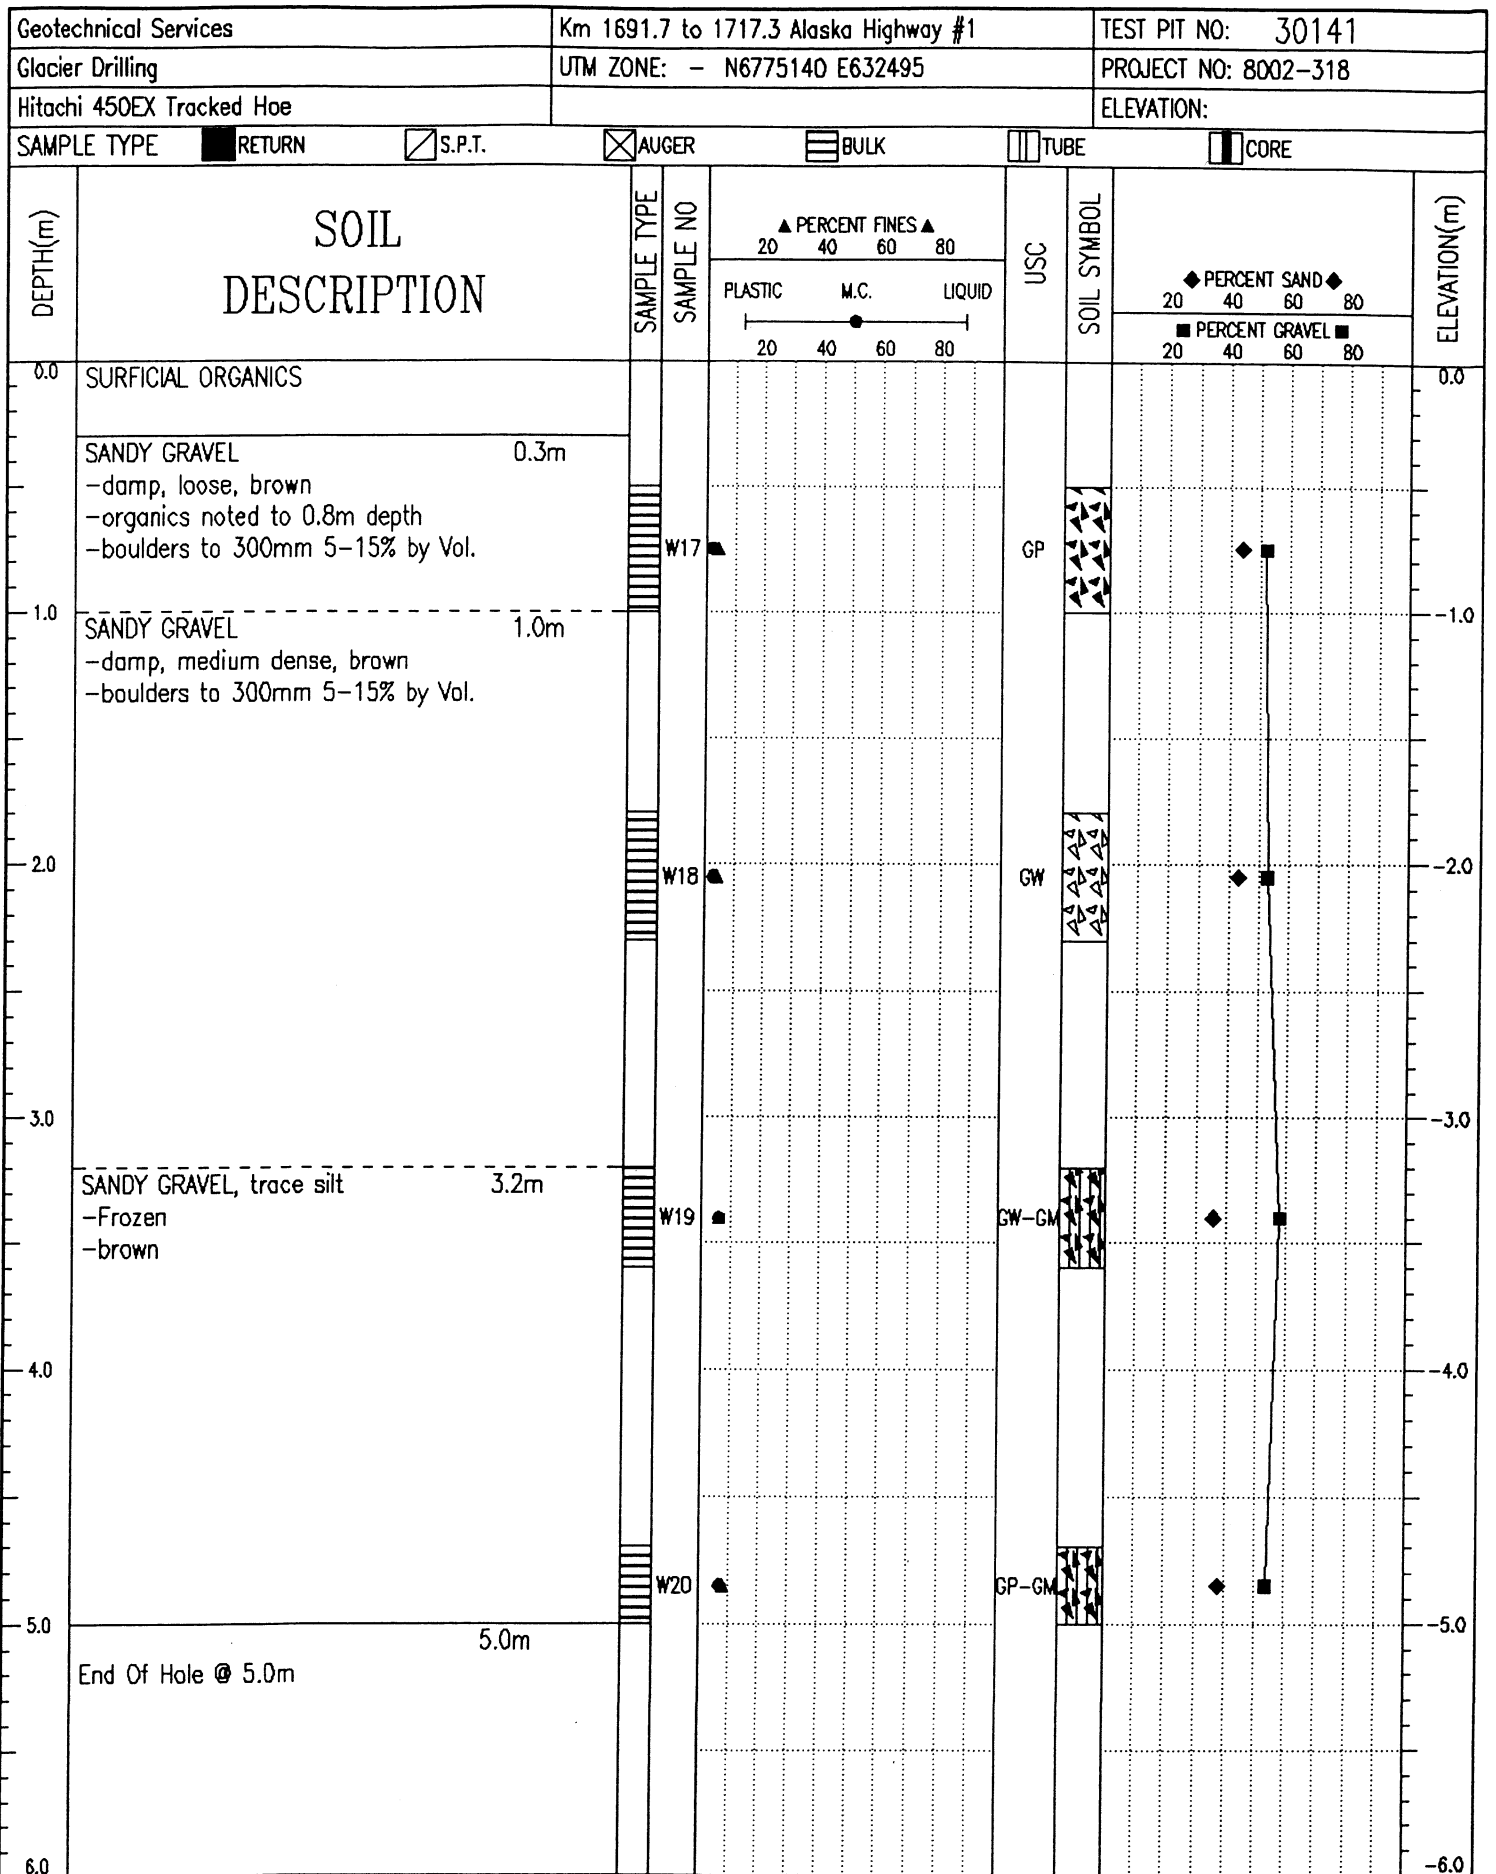 Geotechnical Services
Km 1691.7 to 1717.3 Alaska Highway #1
TEST PIT NO: 30141
Glacier Drilling
UTM ZONE: – N6775140 E632495
PROJECT NO: 8002–318
Hitachi 450EX Tracked Hoe
ELEVATION:
SAMPLE TYPE RETURN S.P.T. AUGER BULK TUBE CORE
DEPTH(m)
SOIL
DESCRIPTION
SAMPLE TYPE
SAMPLE NO
▲ PERCENT FINES ▲
20 40 60 80
PLASTIC M.C. LIQUID
20 40 60 80
USC
SOIL SYMBOL
◆ PERCENT SAND ◆
20 40 60 80
■ PERCENT GRAVEL ■
20 40 60 80
ELEVATION(m)
0.0
SURFICIAL ORGANICS
0.0
SANDY GRAVEL 0.3m
–damp, loose, brown
–organics noted to 0.8m depth
–boulders to 300mm 5–15% by Vol.
W17
GP
1.0
–1.0
SANDY GRAVEL 1.0m
–damp, medium dense, brown
–boulders to 300mm 5–15% by Vol.
2.0
W18
GW
–2.0
3.0
–3.0
SANDY GRAVEL, trace silt 3.2m
–Frozen
–brown
W19
GW–GM
4.0
–4.0
W20
GP–GM
5.0
–5.0
5.0m
End Of Hole @ 5.0m
6.0
–6.0